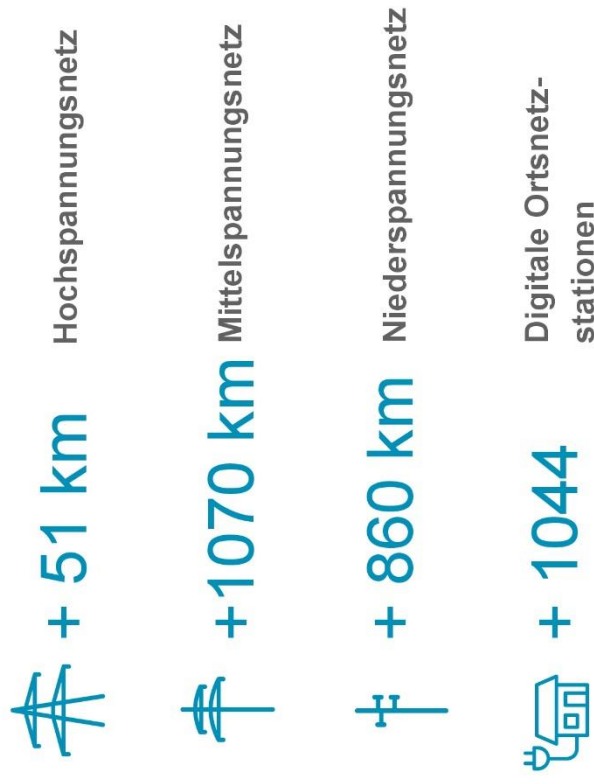 + 51 km Hochspannungsnetz
+1070 km Mittelspannungsnetz
+ 860 km Niederspannungsnetz
+ 1044 Digitale Ortsnetz-
stationen